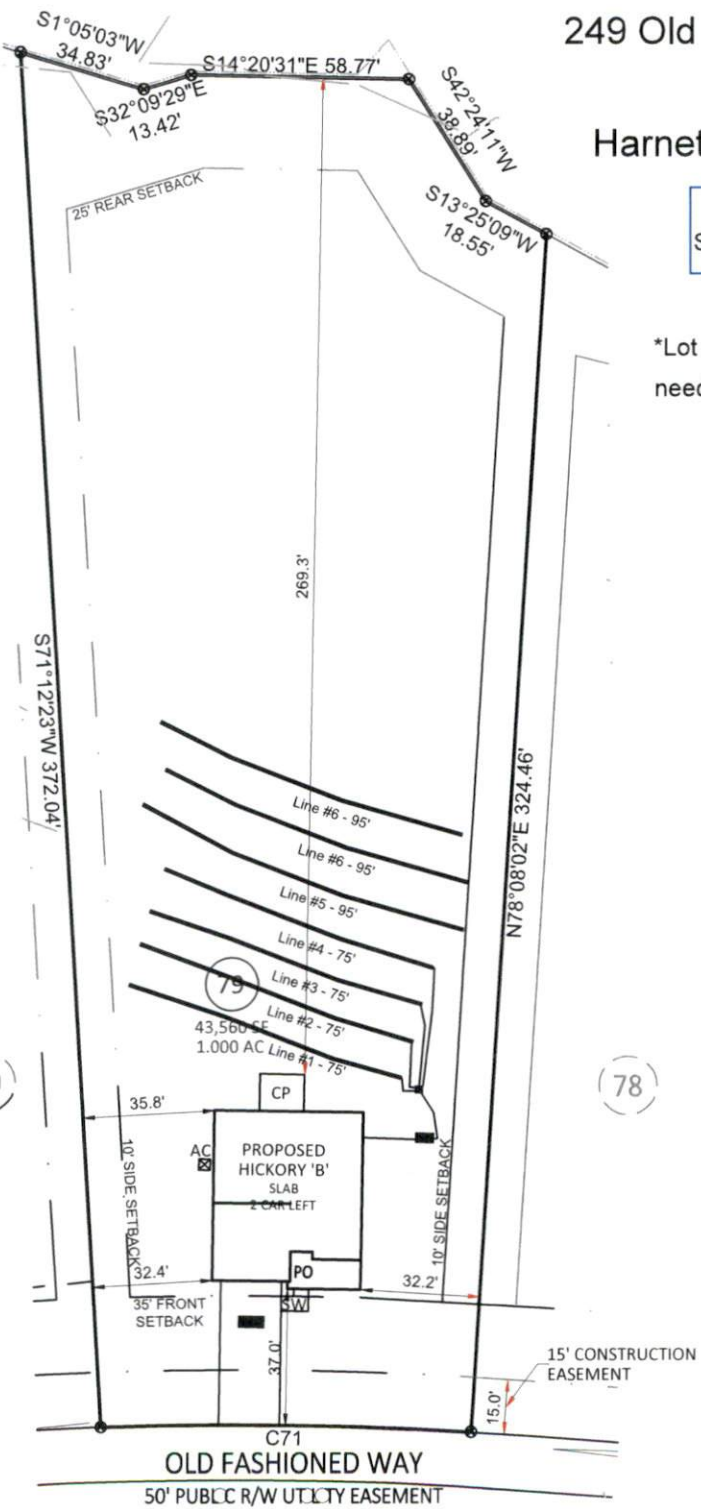 249 Old
S1°05'03"W
34.83'
S14°20'31"E 58.77'
S32°09'29"E
13.42'
S42°24'11"W
38.89'
Harnet
S13°25'09"W
18.55'
25' REAR SETBACK
S
*Lot
need
269.3'
S71°12'23"W 372.04'
N78°08'02"E 324.46'
Line #6 - 95'
Line #6 - 95'
Line #5 - 95'
Line #4 - 75'
Line #3 - 75'
Line #2 - 75'
Line #1 - 75'
79
43,560 SF
1.000 AC
78
CP
35.8'
AC
PROPOSED
HICKORY 'B'
SLAB
2 CAR LEFT
10' SIDE SETBACK
10' SIDE SETBACK
PO
32.4'
32.2'
35' FRONT
SETBACK
SW
37.0'
15' CONSTRUCTION
EASEMENT
15.0'
C71
OLD FASHIONED WAY
50' PUBLIC R/W UTILITY EASEMENT